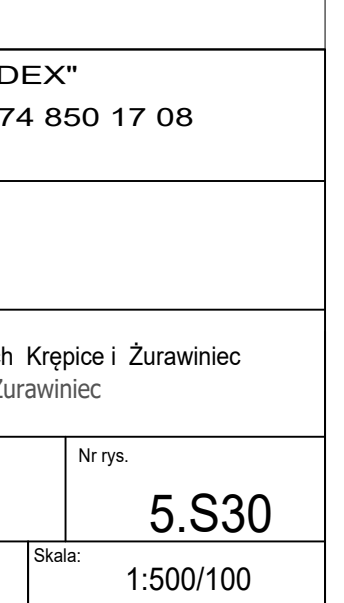 DEX"
74 850 17 08
h Krępice i Żurawiniec
Żurawiniec
Nr rys.
5.S30
Skala:
1:500/100